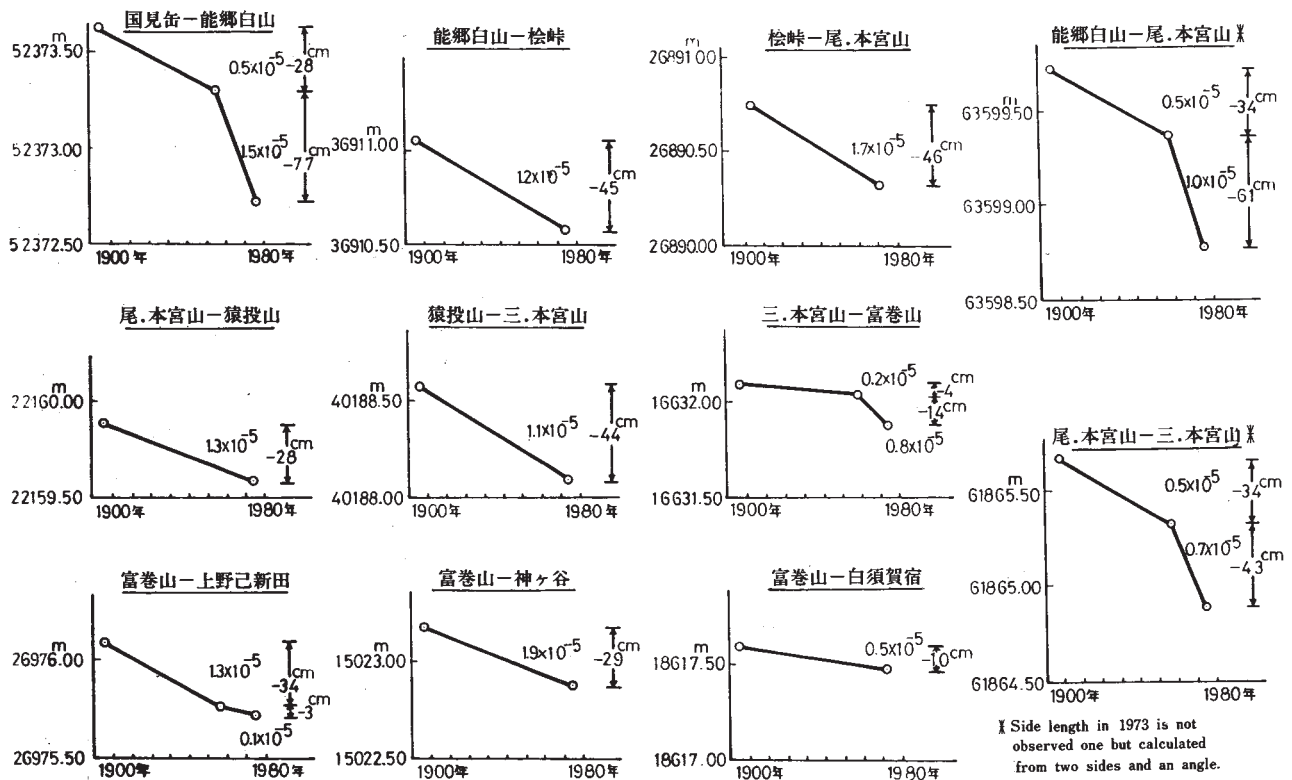 国見岳－能郷白山
m
52373.50
0.5x10⁻⁵
-28
cm
52373.00
1.5x10⁻⁵
-77
cm
52372.50
1900年
1980年
能郷白山－桧峠
m
36911.00
1.2x10⁻⁵
-45
cm
36910.50
1900年
1980年
桧峠－尾.本宮山
m
26891.00
26890.50
1.7x10⁻⁵
-46
cm
26890.00
1900年
1980年
能郷白山－尾.本宮山 ※
m
63599.50
0.5x10⁻⁵
-34
cm
63599.00
1.0x10⁻⁵
-61
cm
63598.50
1900年
1980年
尾.本宮山－猿投山
m
22160.00
1.3x10⁻⁵
-28
cm
22159.50
1900年
1980年
猿投山－三.本宮山
m
40188.50
1.1x10⁻⁵
-44
cm
40188.00
1900年
1980年
三.本宮山－富巻山
m
16632.00
0.2x10⁻⁵
-4
cm
-14
cm
0.8x10⁻⁵
16631.50
1900年
1980年
尾.本宮山－三.本宮山 ※
m
61865.50
0.5x10⁻⁵
-34
cm
0.7x10⁻⁵
-43
cm
61865.00
61864.50
1900年
1980年
富巻山－上野己新田
m
26976.00
1.3x10⁻⁵
-34
cm
-3
cm
0.1x10⁻⁵
26975.50
1900年
1980年
富巻山－神ヶ谷
m
15023.00
1.9x10⁻⁵
-29
cm
15022.50
1900年
1980年
富巻山－白須賀宿
m
18617.50
0.5x10⁻⁵
-10
cm
18617.00
1900年
1980年
※ Side length in 1973 is not
observed one but calculated
from two sides and an angle.